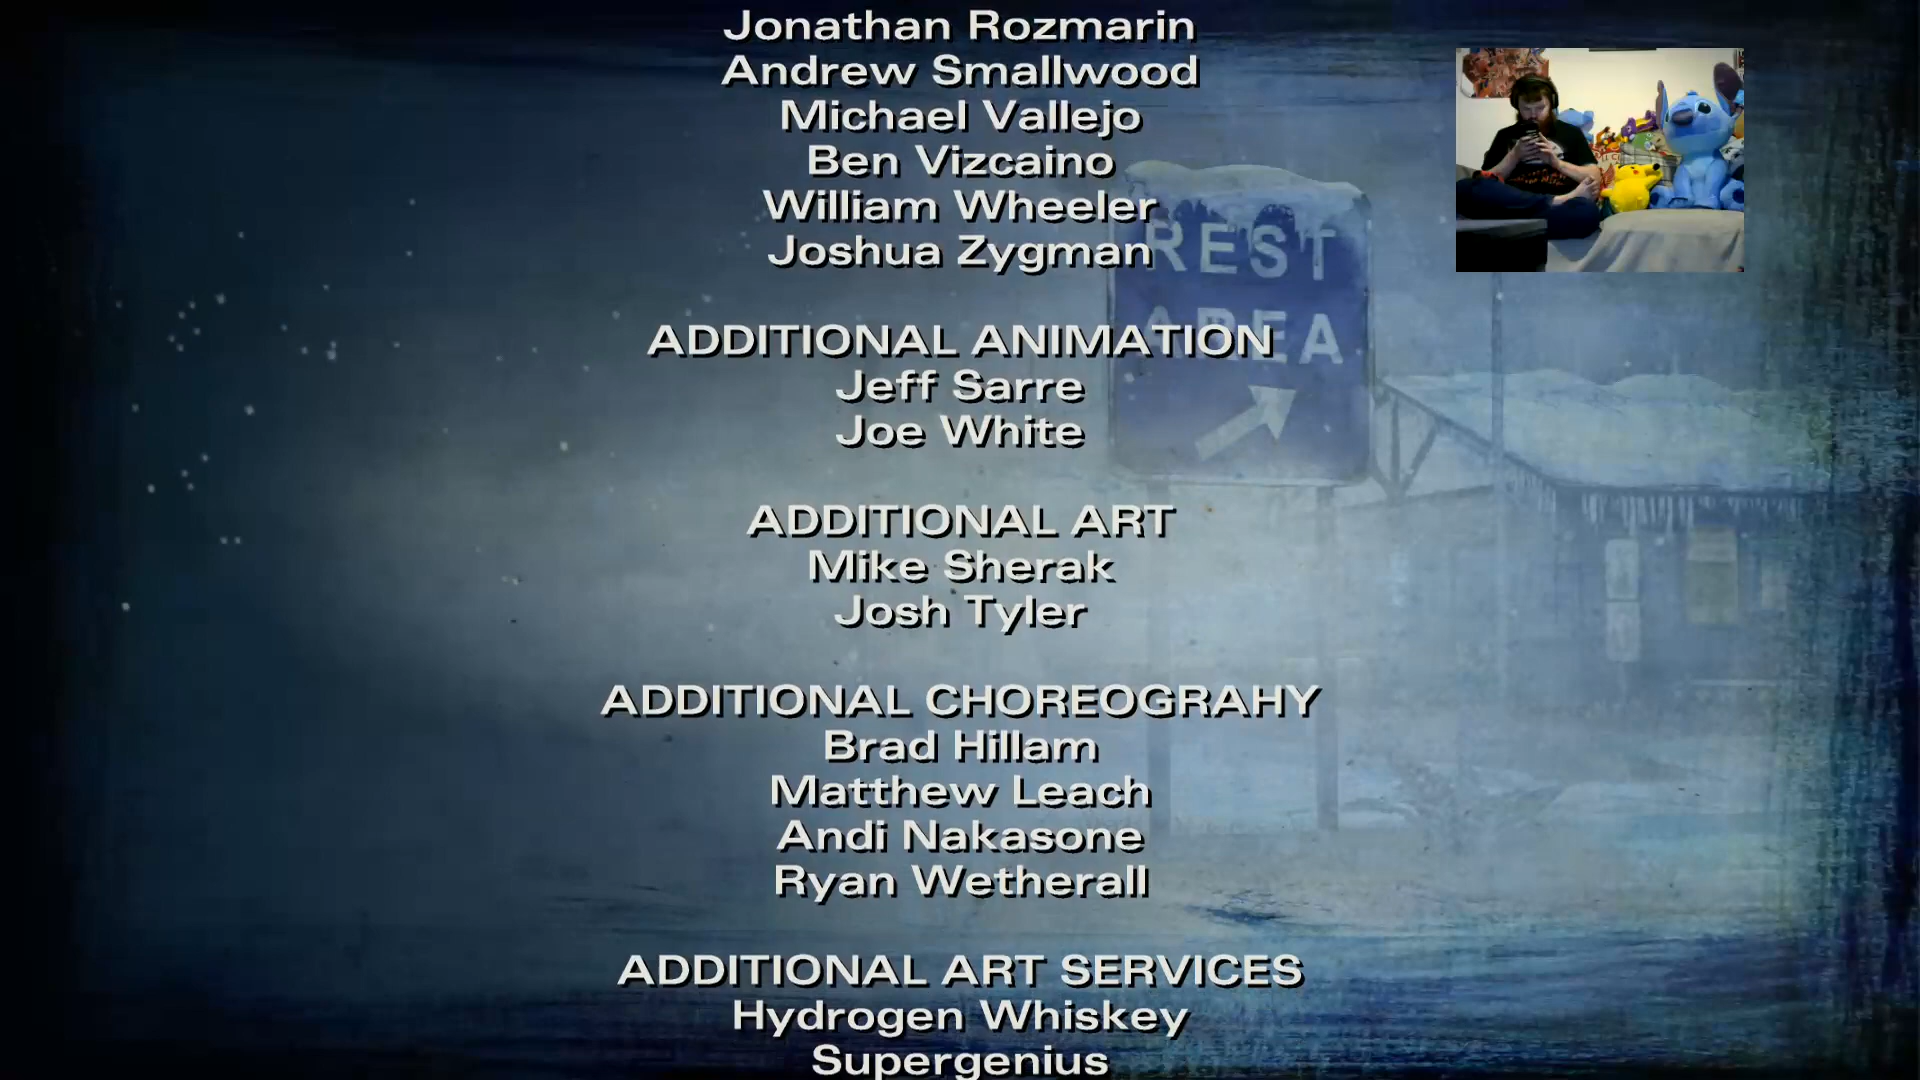 Jonathan Rozmarin
Andrew Smallwood
Michael Vallejo
Ben Vizcaino
William Wheeler
Joshua Zygman
REST
AREA
ADDITIONAL ANIMATION
Jeff Sarre
Joe White
ADDITIONAL ART
Mike Sherak
Josh Tyler
ADDITIONAL CHOREOGRAHY
Brad Hillam
Matthew Leach
Andi Nakasone
Ryan Wetherall
ADDITIONAL ART SERVICES
Hydrogen Whiskey
Supergenius